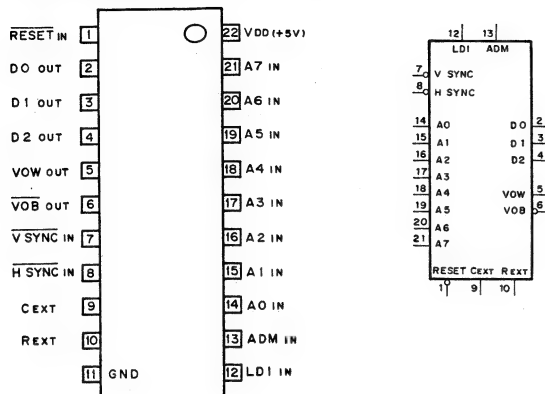 RESET IN 1
22 VDD (+5V)
D0 OUT 2
21 A7 IN
D1 OUT 3
20 A6 IN
D2 OUT 4
19 A5 IN
VOW OUT 5
18 A4 IN
VOB OUT 6
17 A3 IN
V SYNC IN 7
16 A2 IN
H SYNC IN 8
15 A1 IN
CEXT 9
14 A0 IN
REXT 10
13 ADM IN
11 GND
12 LDI IN
12 13
LDI ADM
7 V SYNC
8 H SYNC
14 A0 D0 2
15 A1 D1 3
16 A2 D2 4
17 A3
18 A4 VOW 5
19 A5 VOB 6
20 A6
21 A7
RESET CEXT REXT
1 9 10